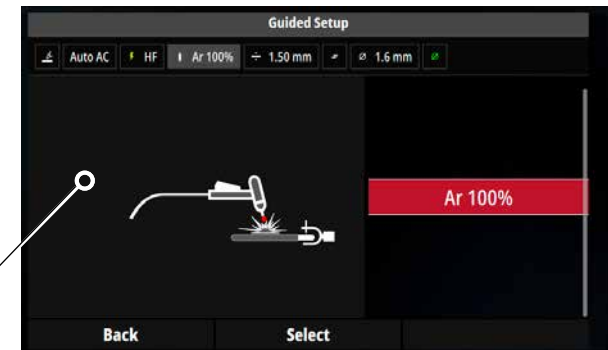 Guided Setup
Auto AC HF Ar 100% 1.50 mm ⌀ 1.6 mm ⌀
Ar 100%
Back Select